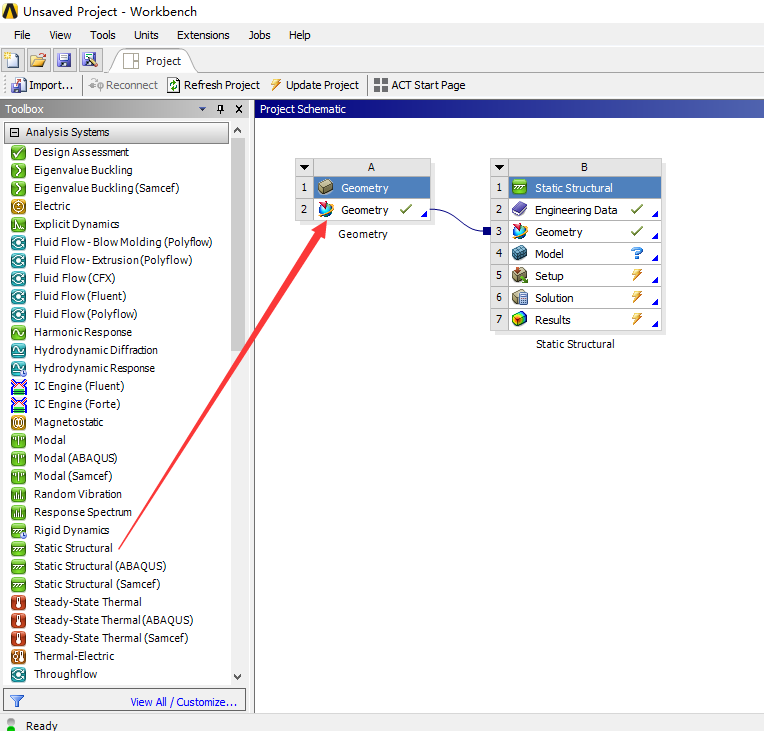 Unsaved Project - Workbench
File View Tools Units Extensions Jobs Help
Project
Import... Reconnect Refresh Project Update Project ACT Start Page
Toolbox
Analysis Systems
Design Assessment
Eigenvalue Buckling
Eigenvalue Buckling (Samcef)
Electric
Explicit Dynamics
Fluid Flow - Blow Molding (Polyflow)
Fluid Flow - Extrusion (Polyflow)
Fluid Flow (CFX)
Fluid Flow (Fluent)
Fluid Flow (Polyflow)
Harmonic Response
Hydrodynamic Diffraction
Hydrodynamic Response
IC Engine (Fluent)
IC Engine (Forte)
Magnetostatic
Modal
Modal (ABAQUS)
Modal (Samcef)
Random Vibration
Response Spectrum
Rigid Dynamics
Static Structural
Static Structural (ABAQUS)
Static Structural (Samcef)
Steady-State Thermal
Steady-State Thermal (ABAQUS)
Steady-State Thermal (Samcef)
Thermal-Electric
Throughflow
View All / Customize...
Project Schematic
A
1 Geometry
2 Geometry
Geometry
B
1 Static Structural
2 Engineering Data
3 Geometry
4 Model ?
5 Setup
6 Solution
7 Results
Static Structural
Ready